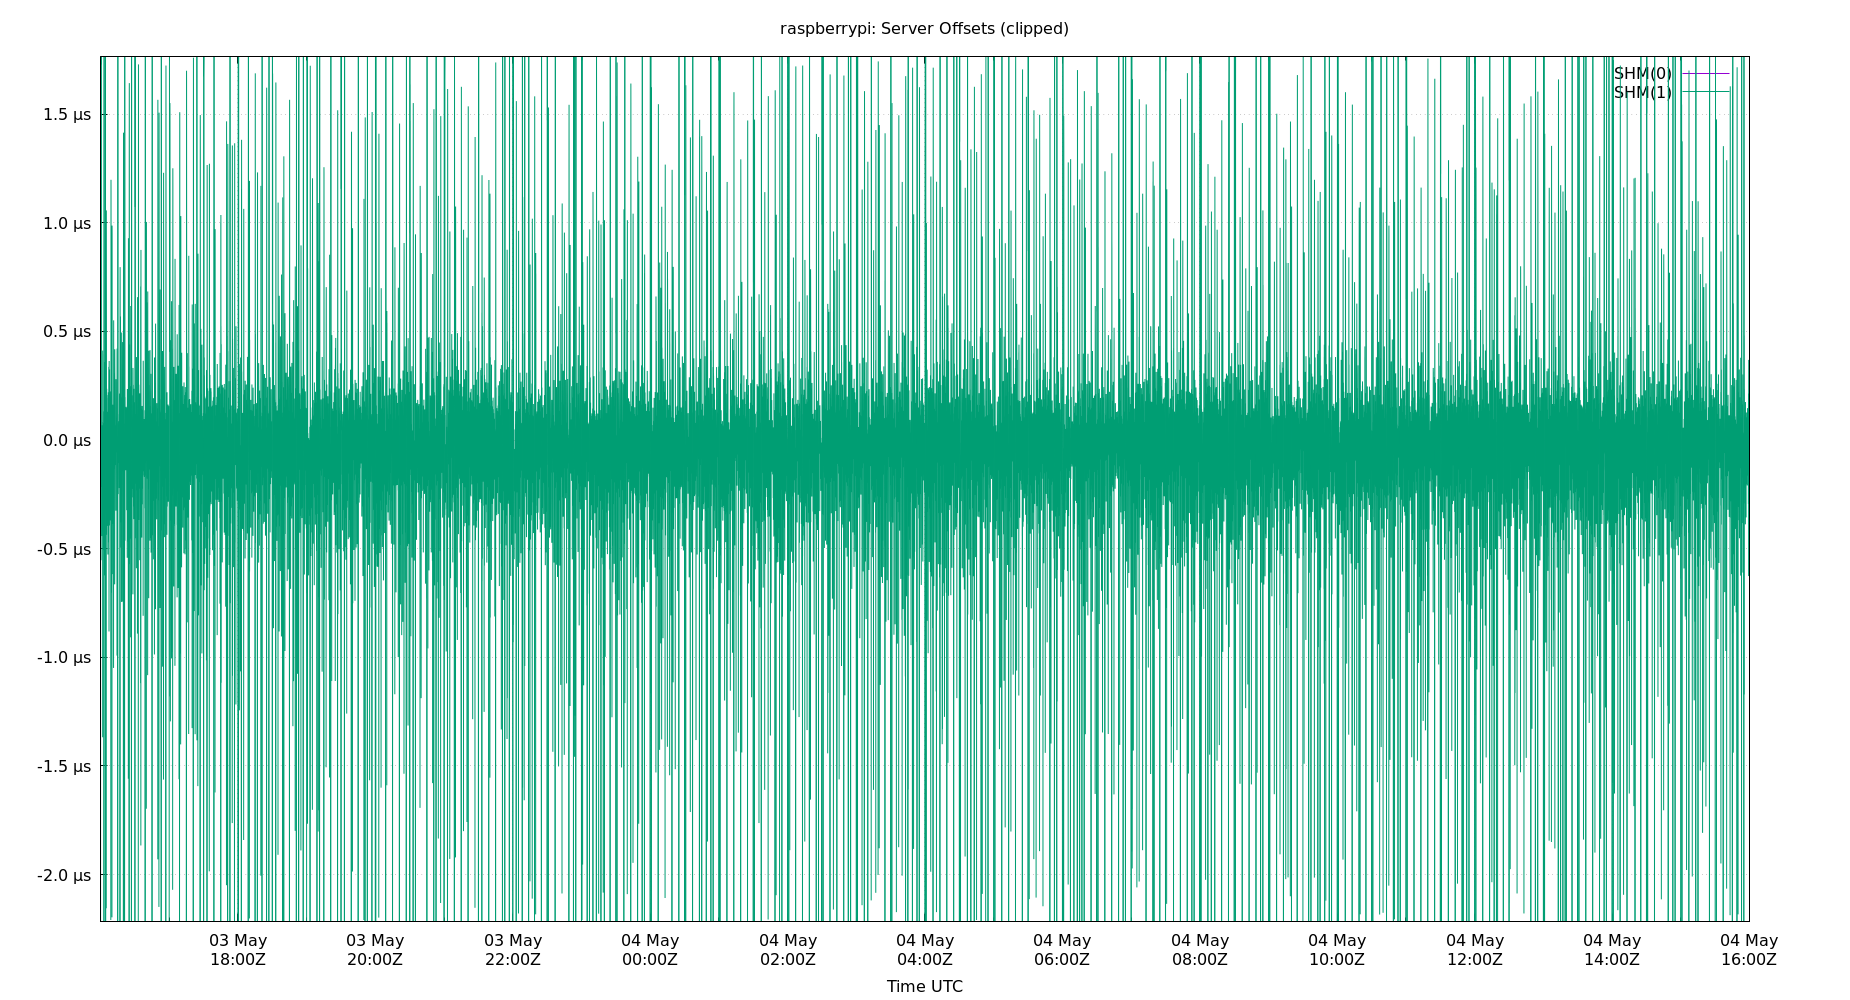 raspberrypi: Server Offsets (clipped)
SHM(0)
SHM(1)
1.5 µs
1.0 µs
0.5 µs
0.0 µs
-0.5 µs
-1.0 µs
-1.5 µs
-2.0 µs
03 May 03 May 03 May 04 May 04 May 04 May 04 May 04 May 04 May 04 May 04 May 04 May
18:00Z 20:00Z 22:00Z 00:00Z 02:00Z 04:00Z 06:00Z 08:00Z 10:00Z 12:00Z 14:00Z 16:00Z
Time UTC